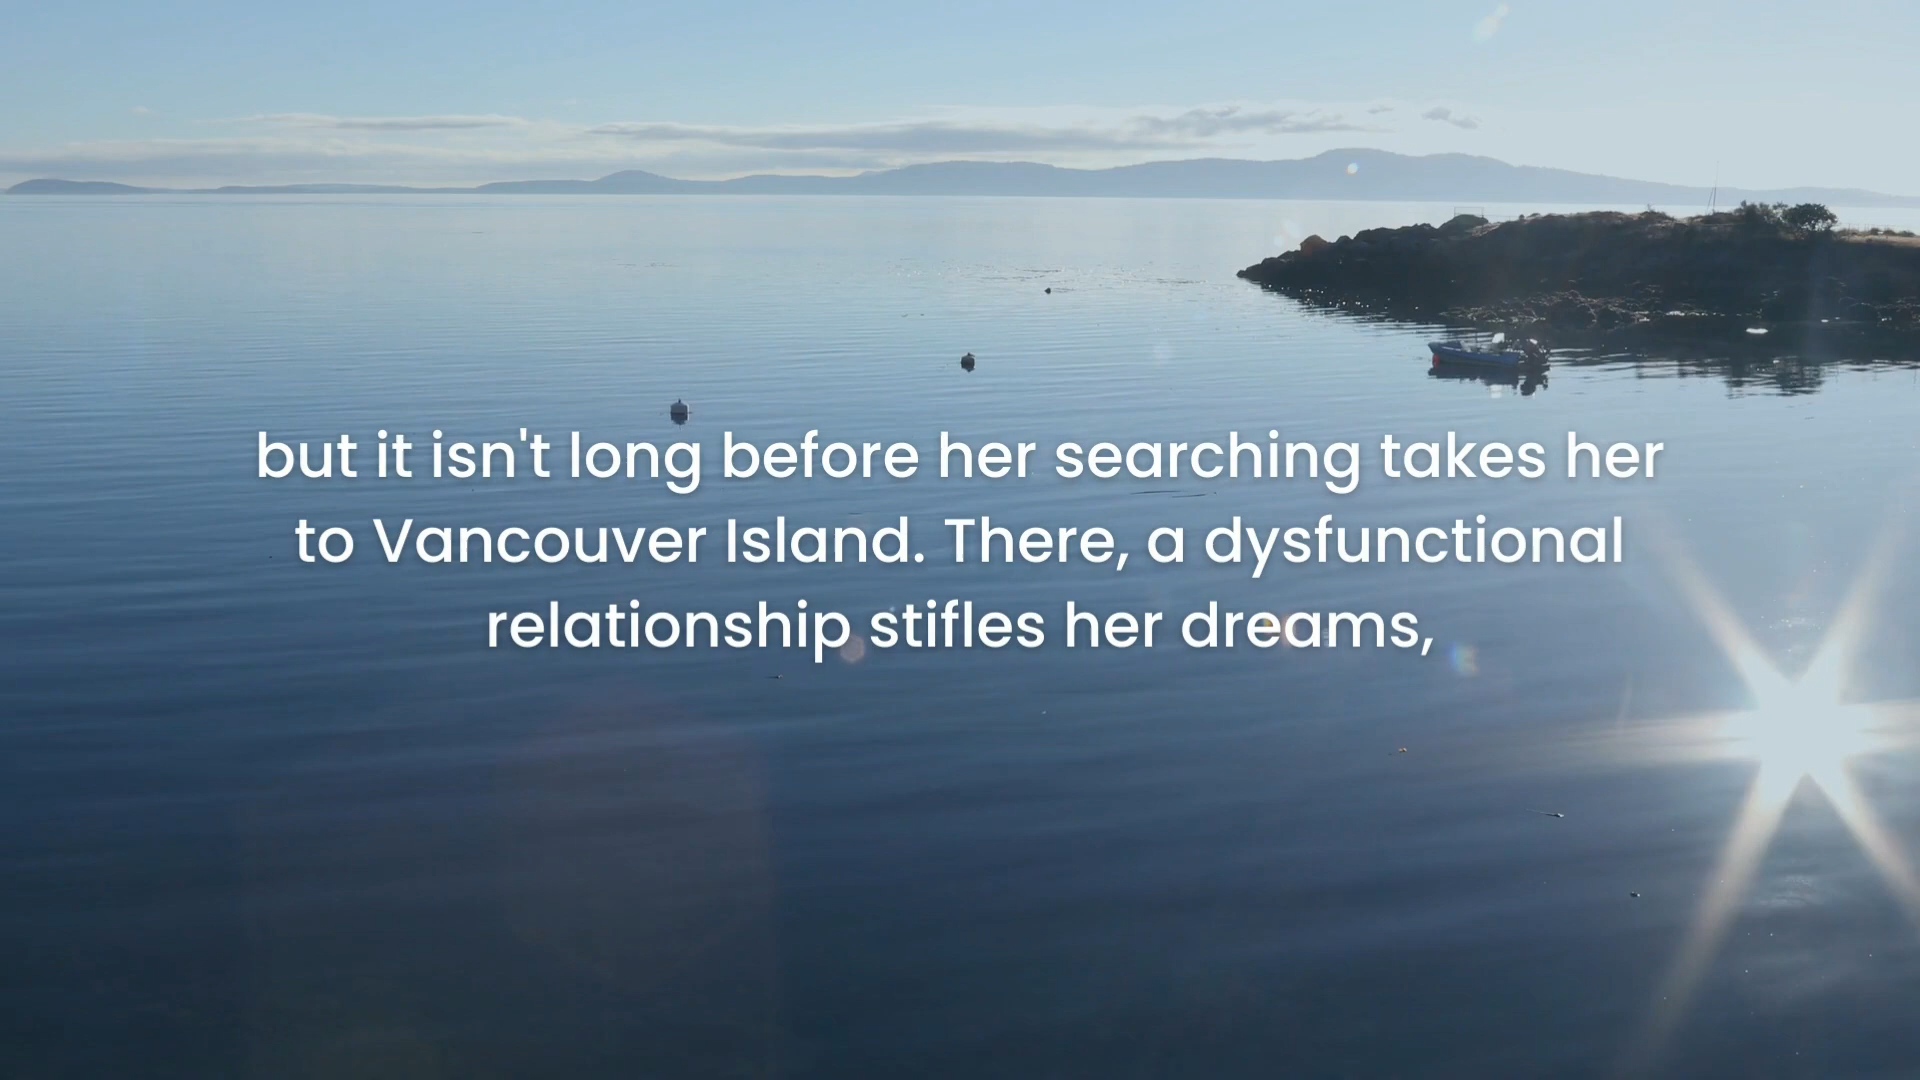 but it isn't long before her searching takes her
to Vancouver Island. There, a dysfunctional
relationship stifles her dreams,